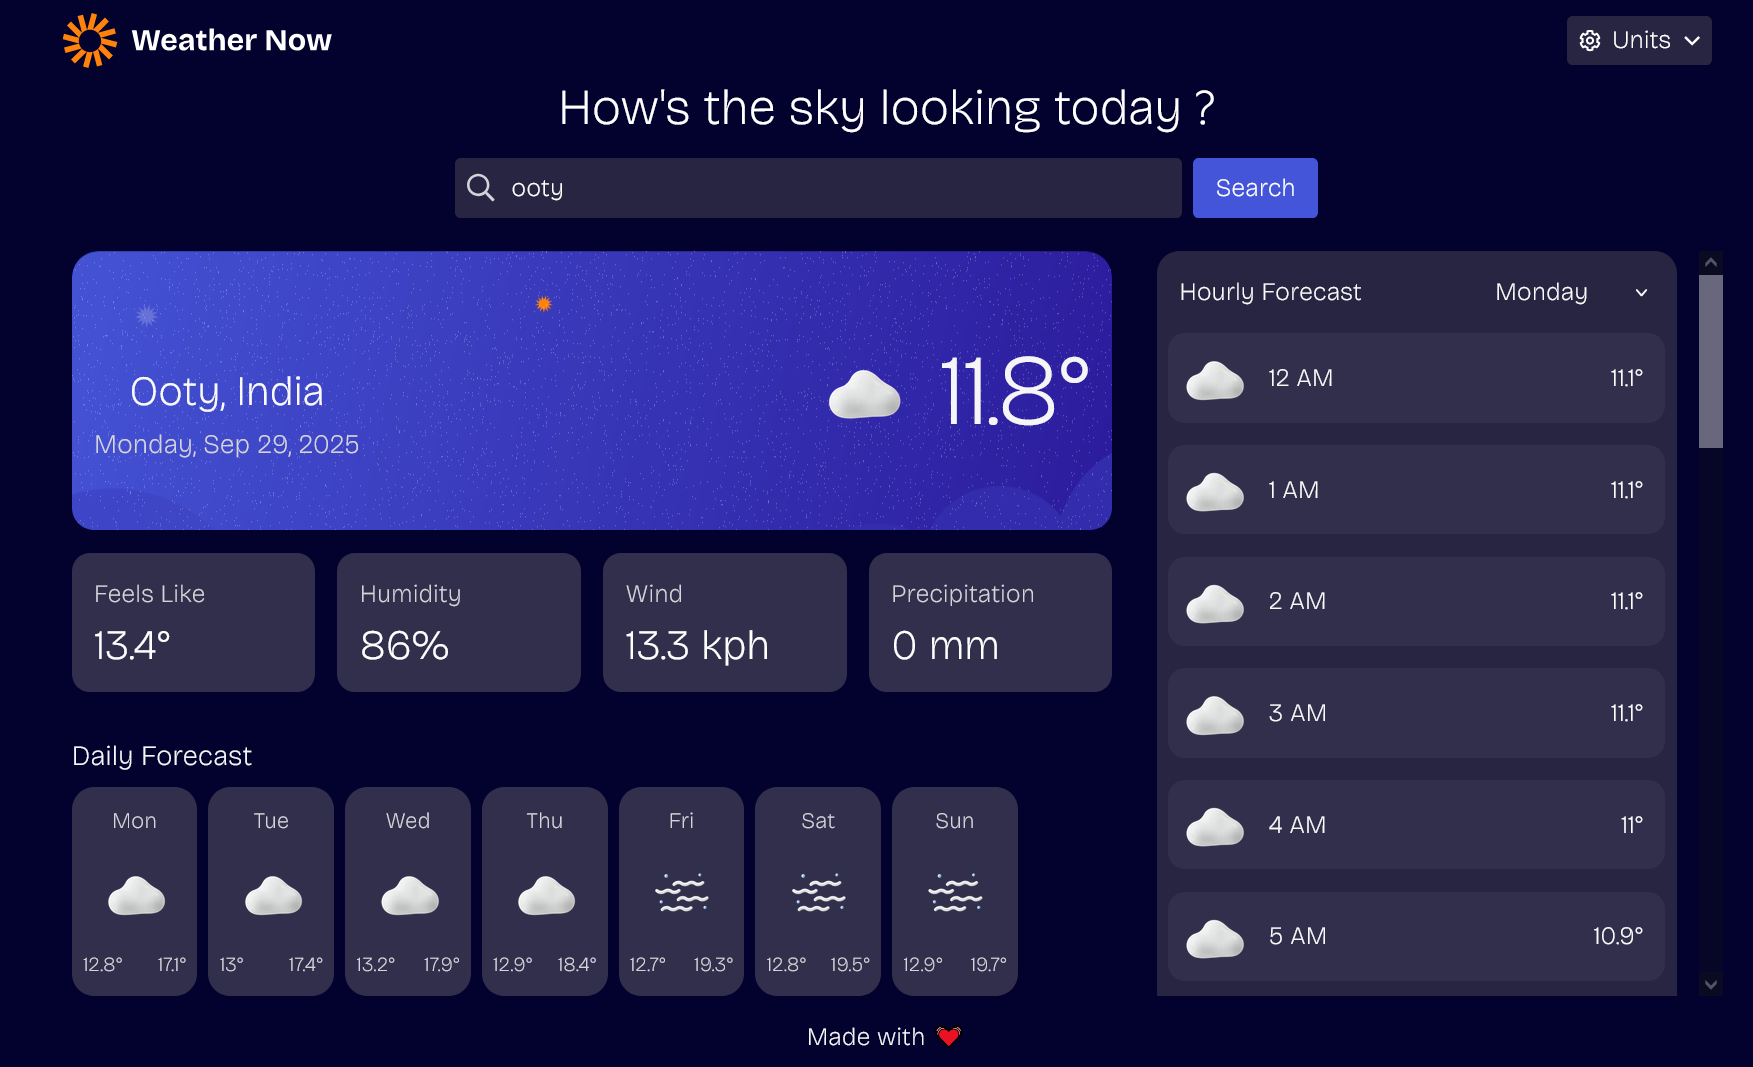 Weather Now
Units
How's the sky looking today ?
ooty
Search
Ooty, India
Monday, Sep 29, 2025
11.8°
Feels Like
13.4°
Humidity
86%
Wind
13.3 kph
Precipitation
0 mm
Daily Forecast
Mon
12.8° 17.1°
Tue
13° 17.4°
Wed
13.2° 17.9°
Thu
12.9° 18.4°
Fri
12.7° 19.3°
Sat
12.8° 19.5°
Sun
12.9° 19.7°
Hourly Forecast Monday
12 AM 11.1°
1 AM 11.1°
2 AM 11.1°
3 AM 11.1°
4 AM 11°
5 AM 10.9°
Made with